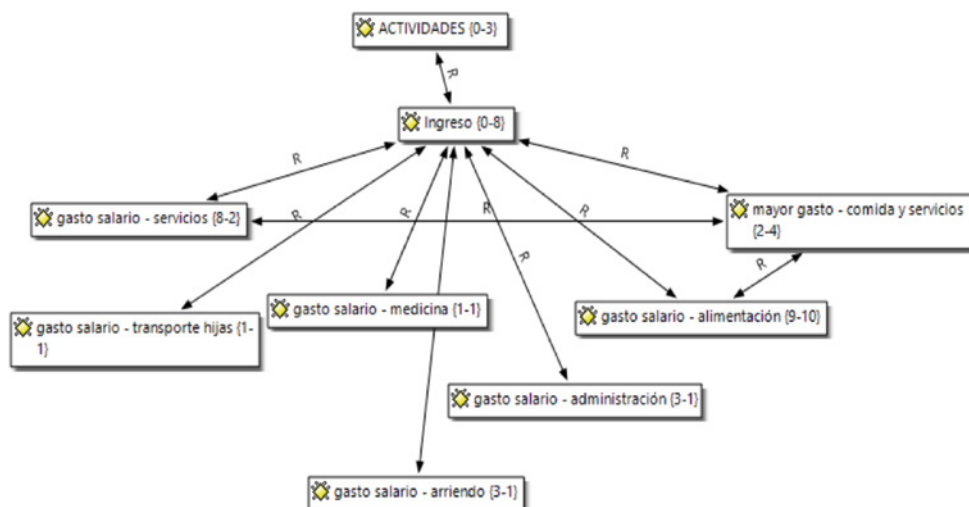 ACTIVIDADES {0-3}
R
Ingreso {0-8}
R
R
gasto salario - servicios {8-2}
R
R
R
R
mayor gasto - comida y servicios
{2-4}
R
R
gasto salario - transporte hijas {1-
1}
gasto salario - medicina {1-1}
gasto salario - alimentación {9-10}
gasto salario - administración {3-1}
gasto salario - arriendo {3-1}